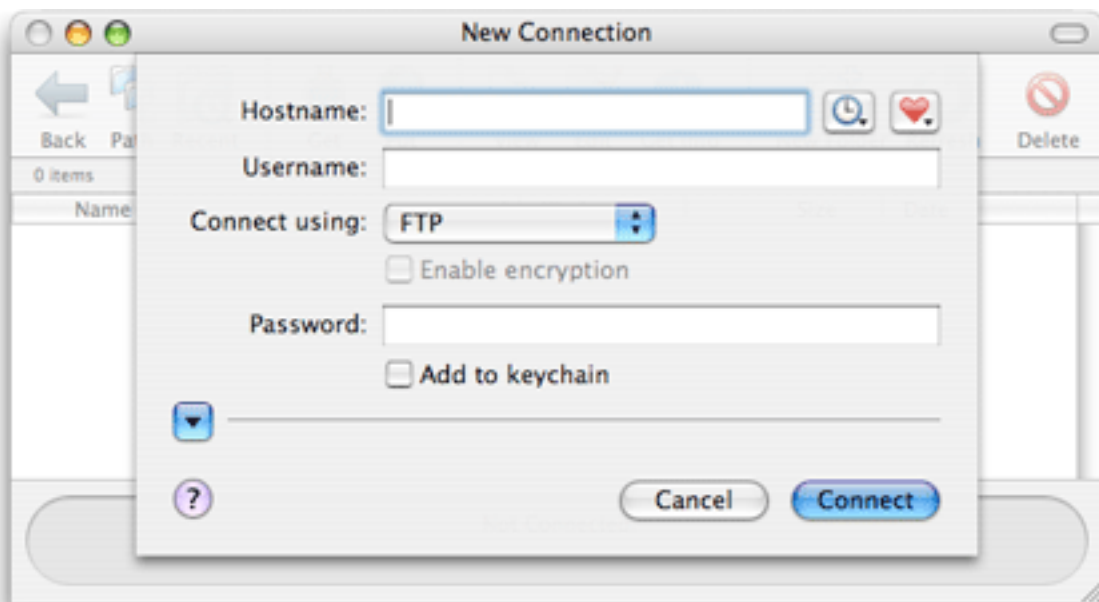 New Connection
Back
Delete
0 items
Name
Hostname:
Username:
Connect using: FTP
Enable encryption
Password:
Add to keychain
?
Cancel Connect